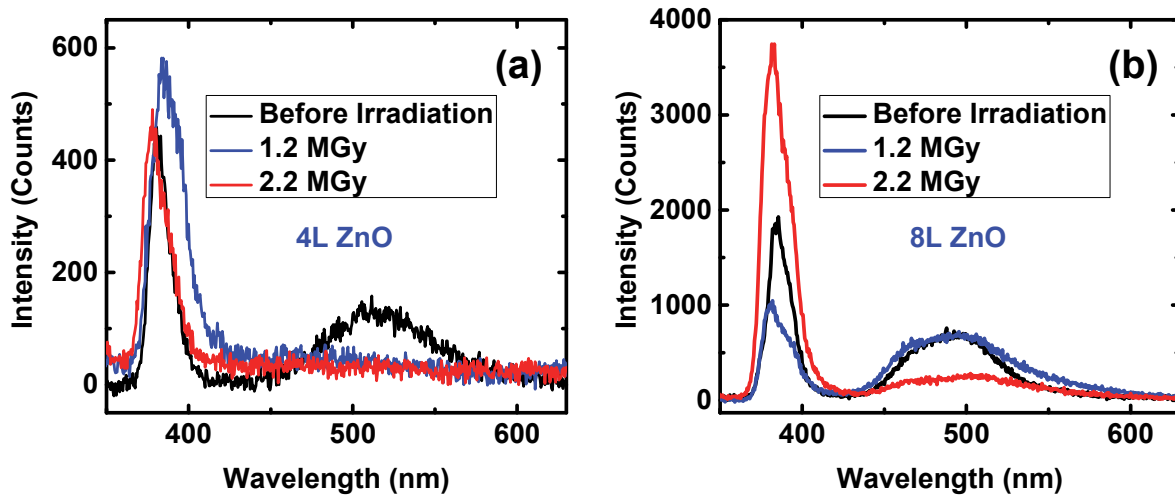 (a)
600
400
200
0
Intensity (Counts)
Before Irradiation
1.2 MGy
2.2 MGy
4L ZnO
400
500
600
Wavelength (nm)
(b)
4000
3000
2000
1000
0
Intensity (Counts)
Before Irradiation
1.2 MGy
2.2 MGy
8L ZnO
400
500
600
Wavelength (nm)